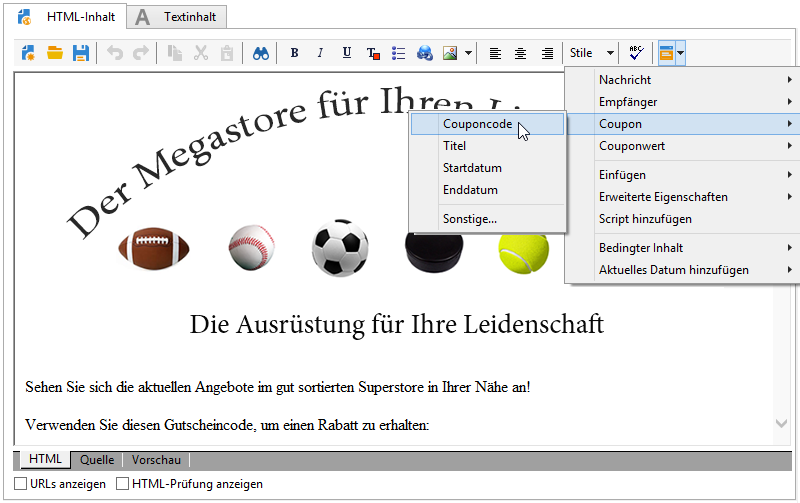 HTML-Inhalt
Textinhalt
B I U T Stile ABC
Der Megastore für Ihren Li
Nachricht
Empfänger
Coupon
Couponwert
Einfügen
Erweiterte Eigenschaften
Script hinzufügen
Bedingter Inhalt
Aktuelles Datum hinzufügen
Couponcode
Titel
Startdatum
Enddatum
Sonstige...
Die Ausrüstung für Ihre Leidenschaft
Sehen Sie sich die aktuellen Angebote im gut sortierten Superstore in Ihrer Nähe an!
Verwenden Sie diesen Gutscheincode, um einen Rabatt zu erhalten:
HTML Quelle Vorschau
URLs anzeigen HTML-Prüfung anzeigen